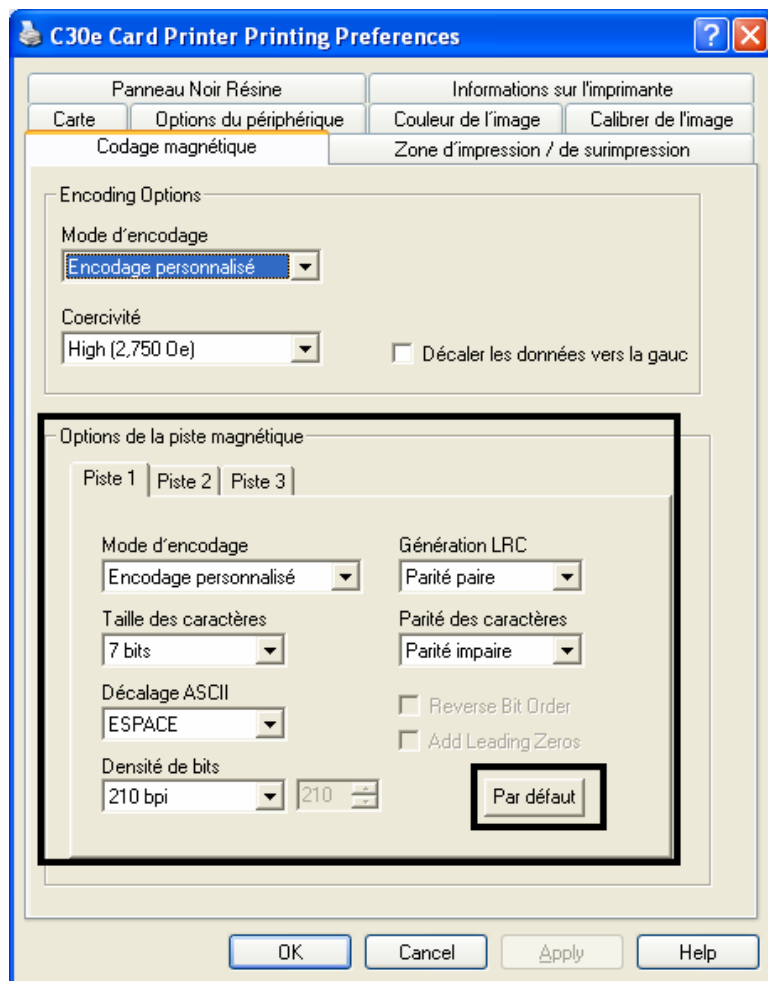 C30e Card Printer Printing Preferences
Panneau Noir Résine
Informations sur l'imprimante
Carte
Options du périphérique
Couleur de l'image
Calibrer de l'image
Codage magnétique
Zone d'impression / de surimpression
Encoding Options
Mode d'encodage
Encodage personnalisé
Coercivité
High (2,750 Oe)
Décaler les données vers la gauc
Options de la piste magnétique
Piste 1
Piste 2
Piste 3
Mode d'encodage
Génération LRC
Encodage personnalisé
Parité paire
Taille des caractères
Parité des caractères
7 bits
Parité impaire
Décalage ASCII
ESPACE
Reverse Bit Order
Add Leading Zeros
Densité de bits
210 bpi
210
Par défaut
OK
Cancel
Apply
Help